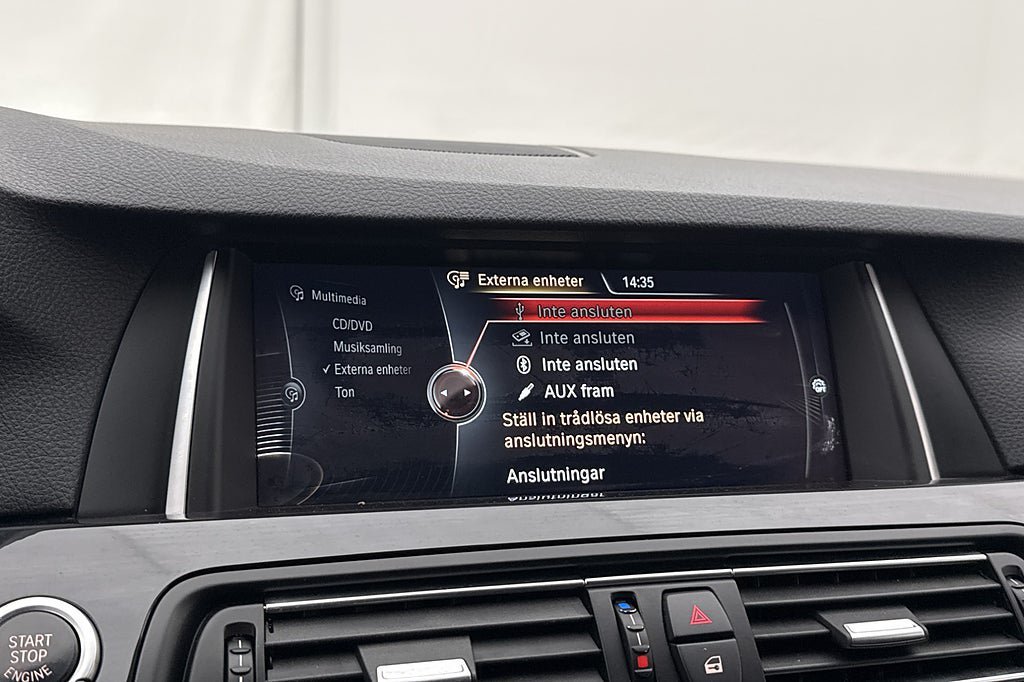 Externa enheter 14:35
Multimedia
CD/DVD
Musiksamling
Externa enheter
Ton
Inte ansluten
Inte ansluten
Inte ansluten
AUX fram
Ställ in trådlösa enheter via
anslutningsmenyn:
Anslutningar
START
STOP
ENGINE